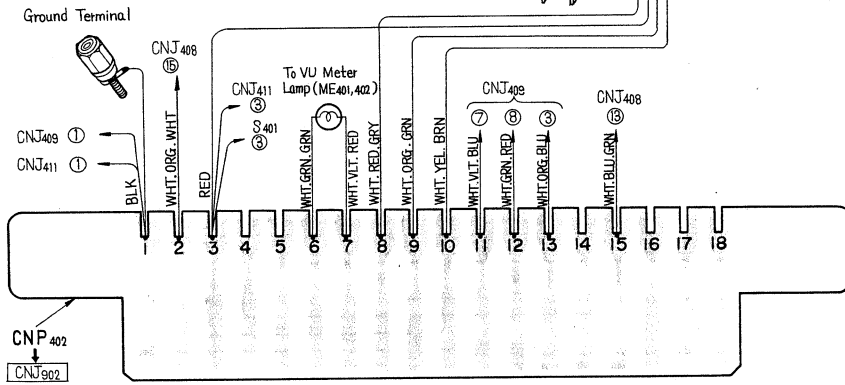 Ground Terminal
CNJ408
⑮
To VU Meter
Lamp (ME401,402)
CNJ411
③
S401
③
CNJ409
⑦ ⑧ ③
CNJ408
⑬
CNJ409 ①
CNJ411 ①
BLK
WHT.ORG.WHT
RED
WHT.GRN.GRN
WHT.VLT.RED
WHT.RED.GRY
WHT.ORG.GRN
WHT.YEL.BRN
WHT.VLT.BLU
WHT.GRN.RED
WHT.ORG.BLU
WHT.BLU.GRN
1 2 3 4 5 6 7 8 9 10 11 12 13 14 15 16 17 18
CNP402
CNJ902